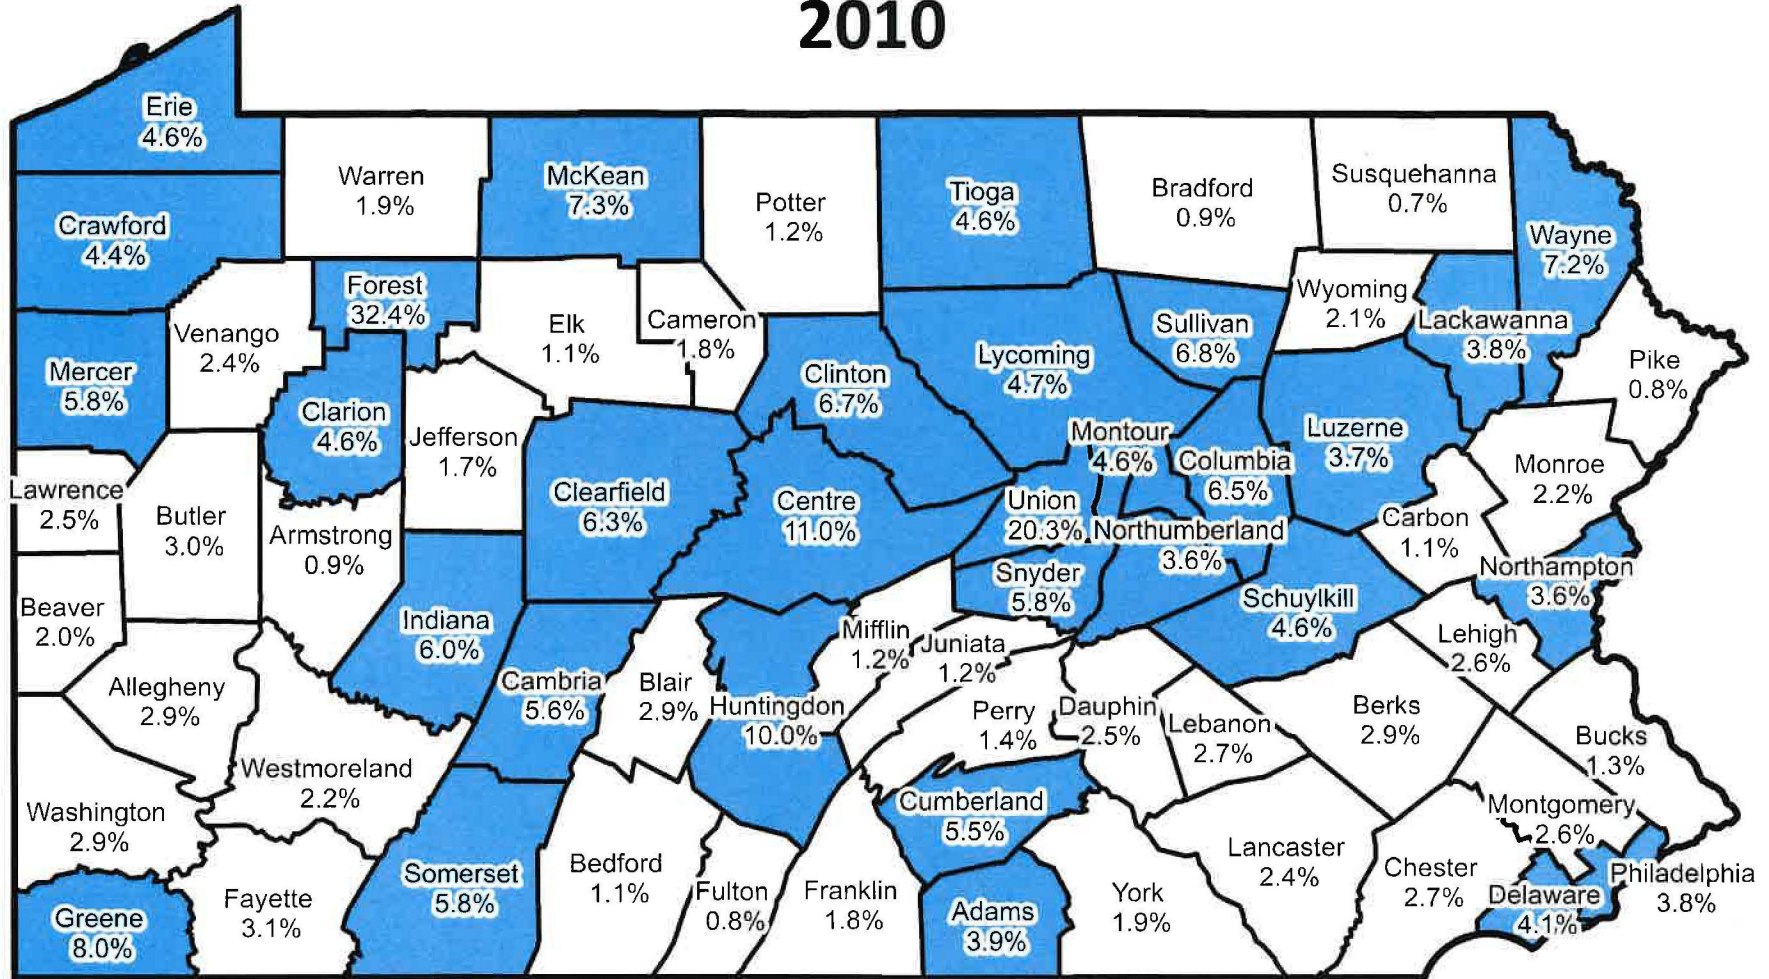 2010
Erie
4.6%
Warren
1.9%
McKean
7.3%
Potter
1.2%
Tioga
4.6%
Bradford
0.9%
Susquehanna
0.7%
Wayne
7.2%
Crawford
4.4%
Forest
32.4%
Venango
2.4%
Elk
1.1%
Cameron
1.8%
Wyoming
2.1%
Lackawanna
3.8%
Sullivan
6.8%
Lycoming
4.7%
Pike
0.8%
Mercer
5.8%
Clarion
4.6%
Clinton
6.7%
Jefferson
1.7%
Montour
4.6%
Columbia
6.5%
Luzerne
3.7%
Monroe
2.2%
Lawrence
2.5%
Butler
3.0%
Armstrong
0.9%
Clearfield
6.3%
Centre
11.0%
Union
20.3%
Northumberland
3.6%
Carbon
1.1%
Northampton
3.6%
Snyder
5.8%
Schuylkill
4.6%
Beaver
2.0%
Indiana
6.0%
Mifflin
1.2%
Juniata
1.2%
Lehigh
2.6%
Allegheny
2.9%
Cambria
5.6%
Blair
2.9%
Huntingdon
10.0%
Perry
1.4%
Dauphin
2.5%
Lebanon
2.7%
Berks
2.9%
Bucks
1.3%
Westmoreland
2.2%
Washington
2.9%
Cumberland
5.5%
Montgomery
2.6%
Lancaster
2.4%
Chester
2.7%
Philadelphia
3.8%
Delaware
4.1%
Somerset
5.8%
Bedford
1.1%
Fulton
0.8%
Franklin
1.8%
Adams
3.9%
York
1.9%
Fayette
3.1%
Greene
8.0%